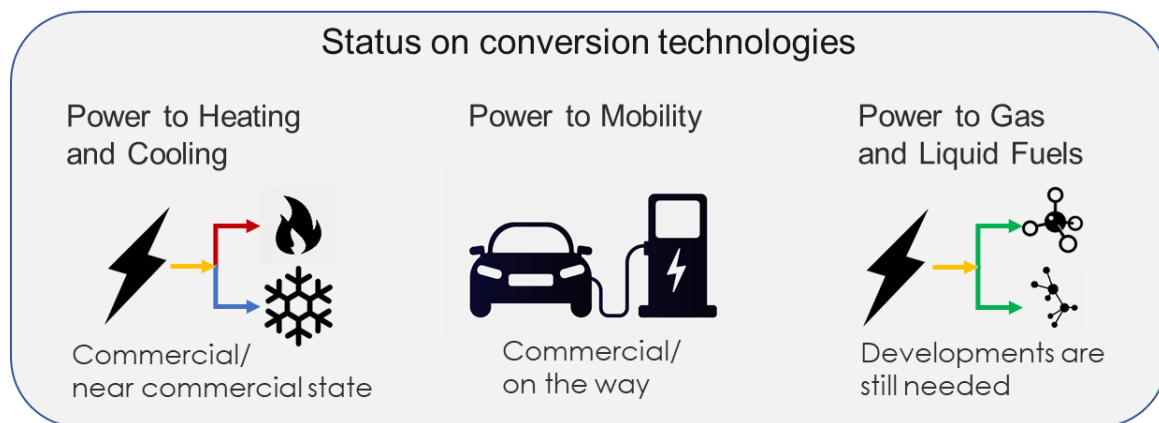 Status on conversion technologies
Power to Heating
and Cooling
Commercial/
near commercial state
Power to Mobility
Commercial/
on the way
Power to Gas
and Liquid Fuels
Developments are
still needed